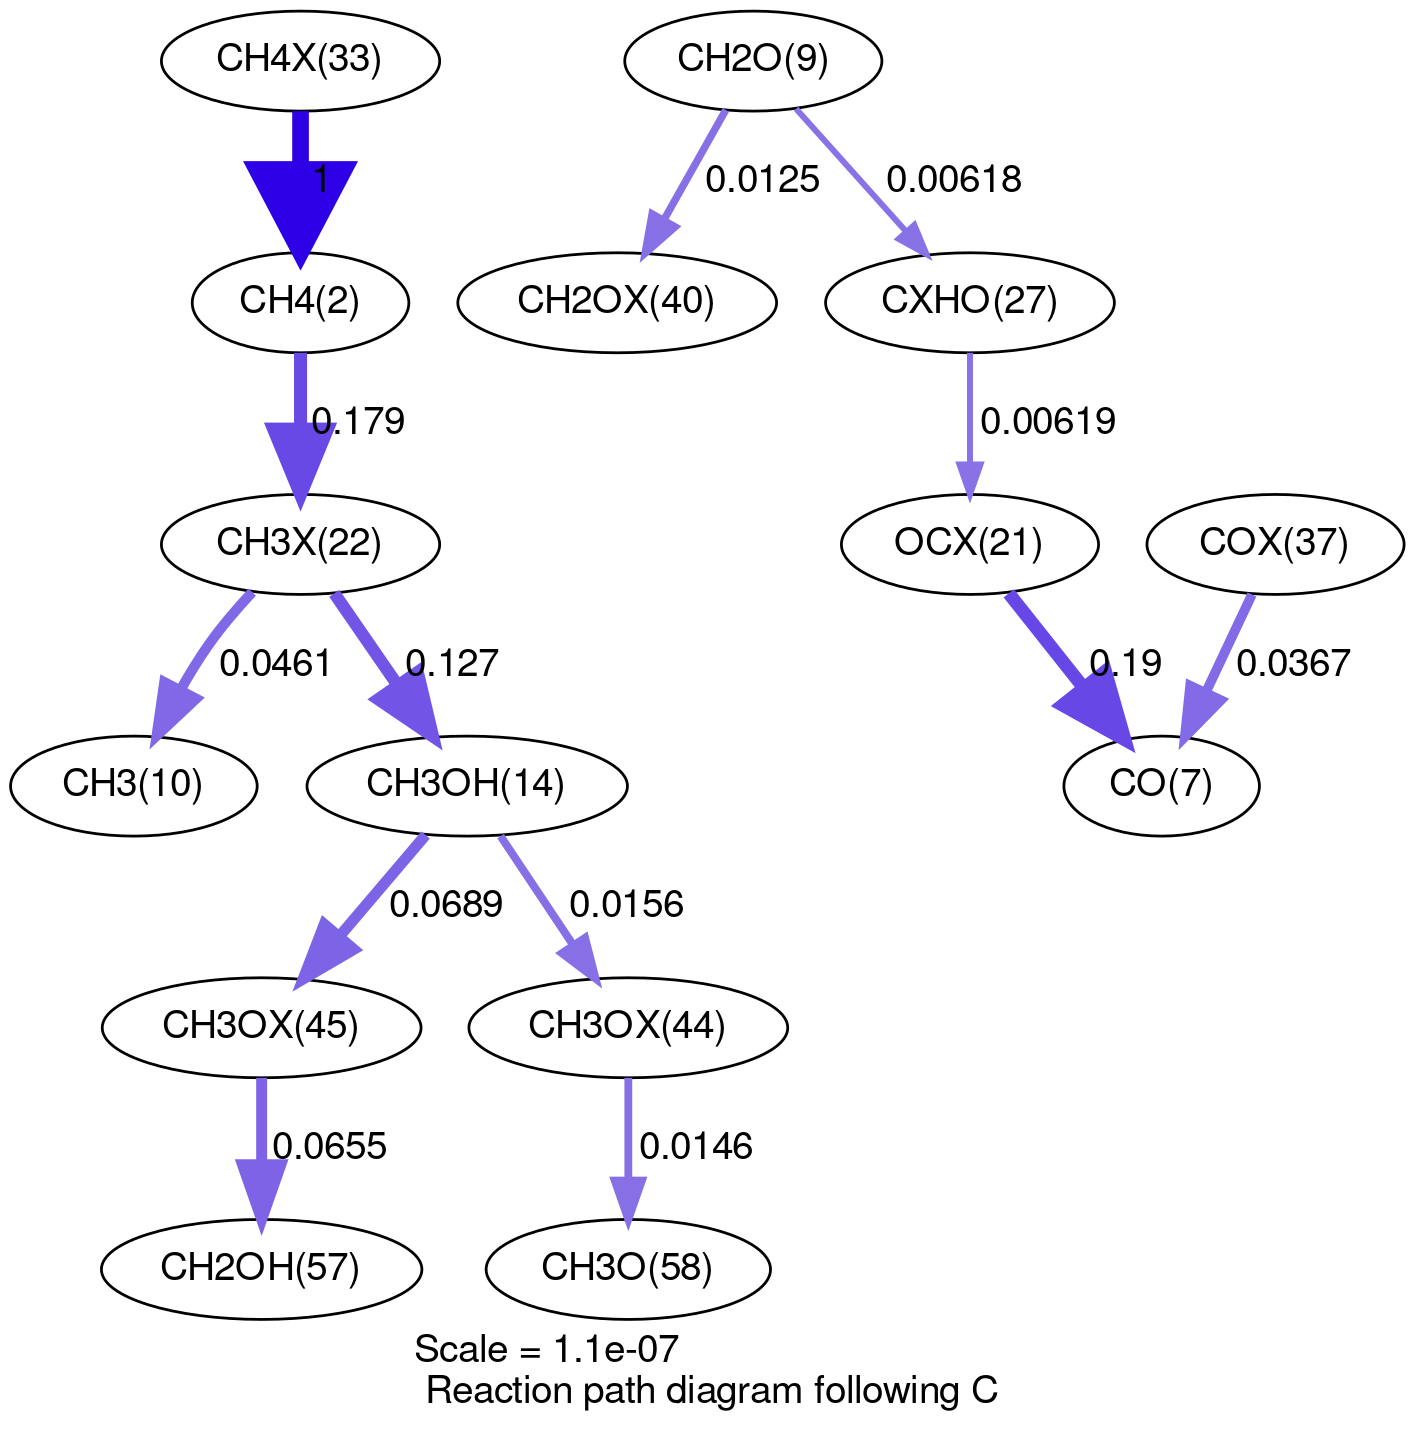 CH4X(33)
CH2O(9)
1
0.0125
0.00618
CH4(2)
CH2OX(40)
CXHO(27)
0.179
0.00619
CH3X(22)
OCX(21)
COX(37)
0.0461
0.127
0.19
0.0367
CH3(10)
CH3OH(14)
CO(7)
0.0689
0.0156
CH3OX(45)
CH3OX(44)
0.0655
0.0146
CH2OH(57)
CH3O(58)
Scale = 1.1e-07
Reaction path diagram following C